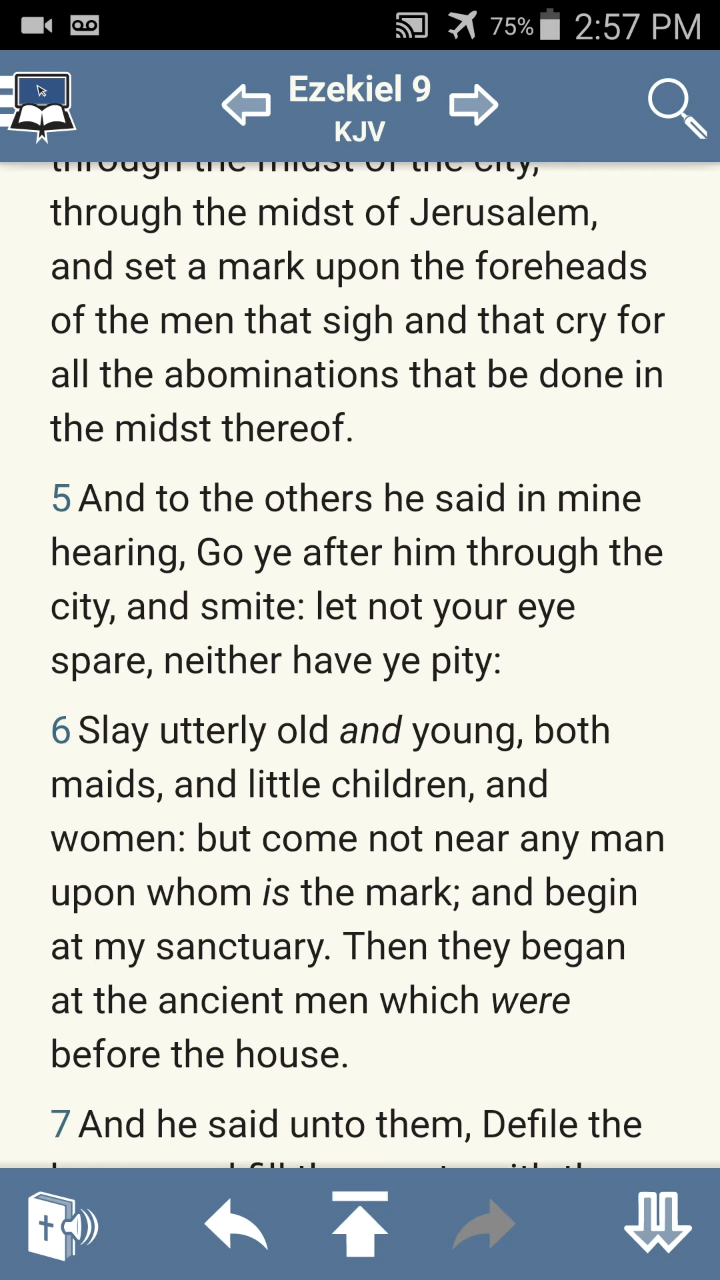 75% 2:57 PM
Ezekiel 9
KJV
through the midst of the city,
through the midst of Jerusalem,
and set a mark upon the foreheads
of the men that sigh and that cry for
all the abominations that be done in
the midst thereof.
5 And to the others he said in mine
hearing, Go ye after him through the
city, and smite: let not your eye
spare, neither have ye pity:
6 Slay utterly old and young, both
maids, and little children, and
women: but come not near any man
upon whom is the mark; and begin
at my sanctuary. Then they began
at the ancient men which were
before the house.
7 And he said unto them, Defile the